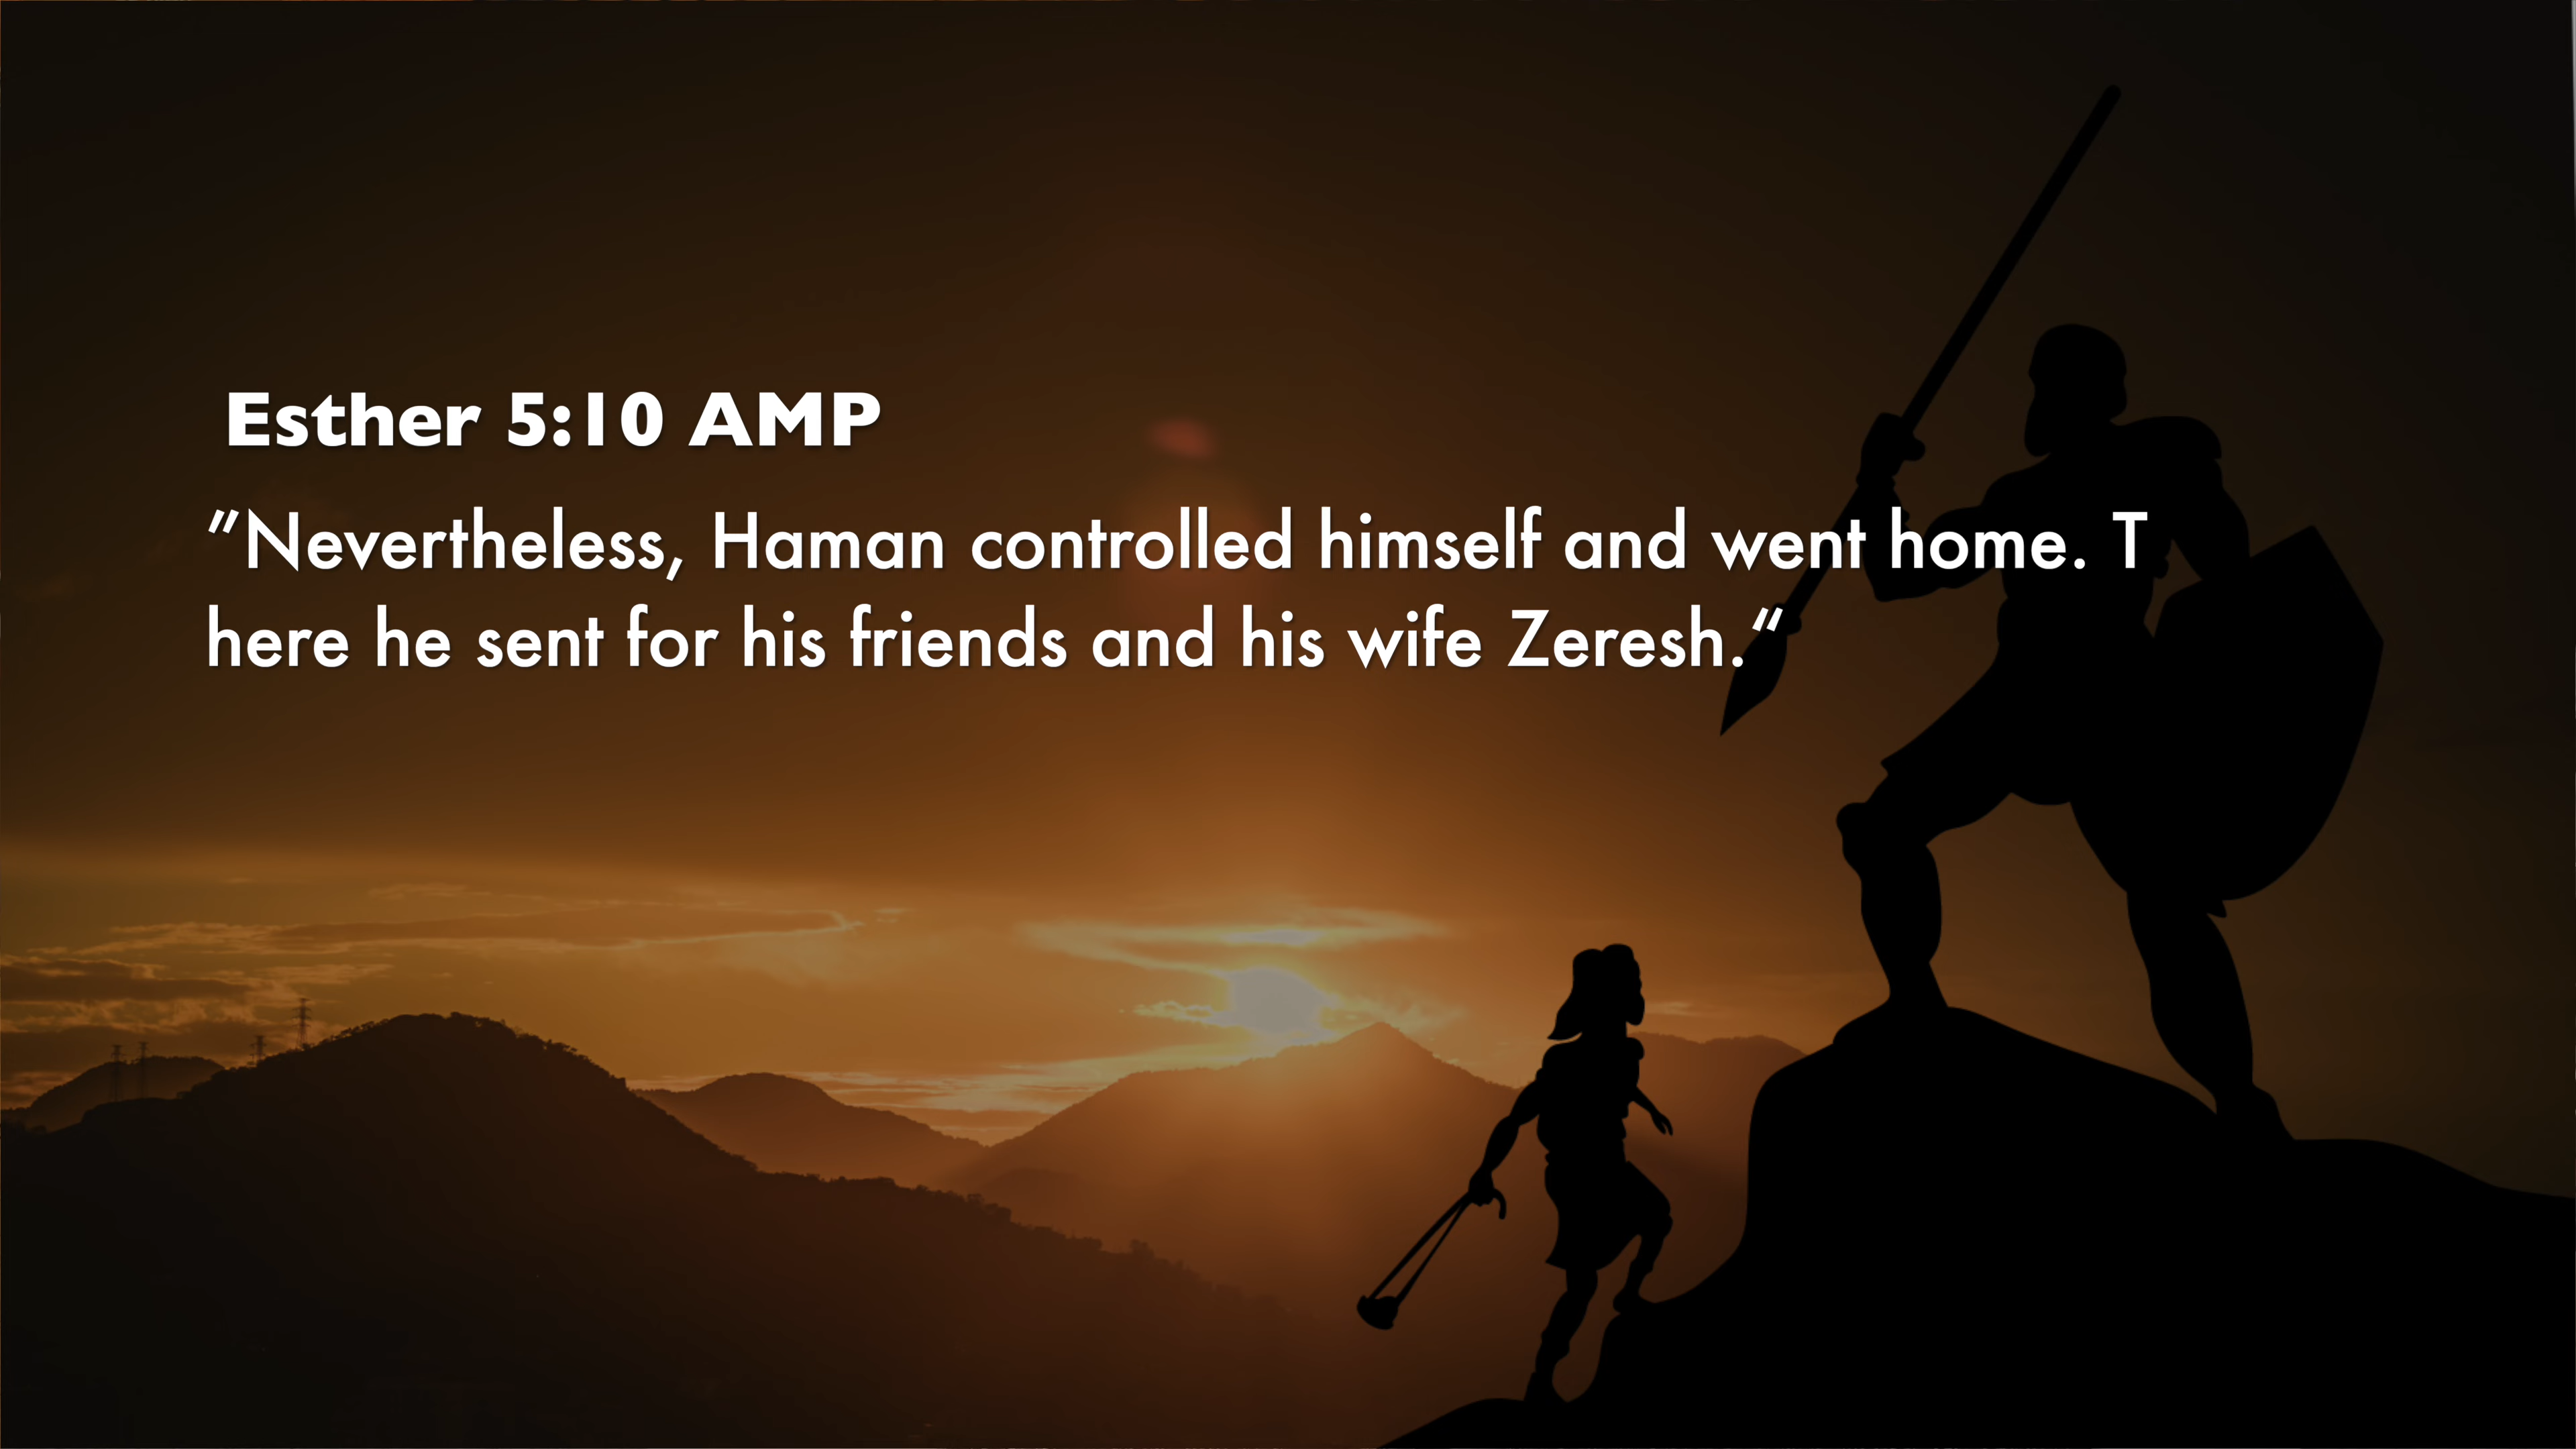 Esther 5:10 AMP
“Nevertheless, Haman controlled himself and went home. T
here he sent for his friends and his wife Zeresh.“